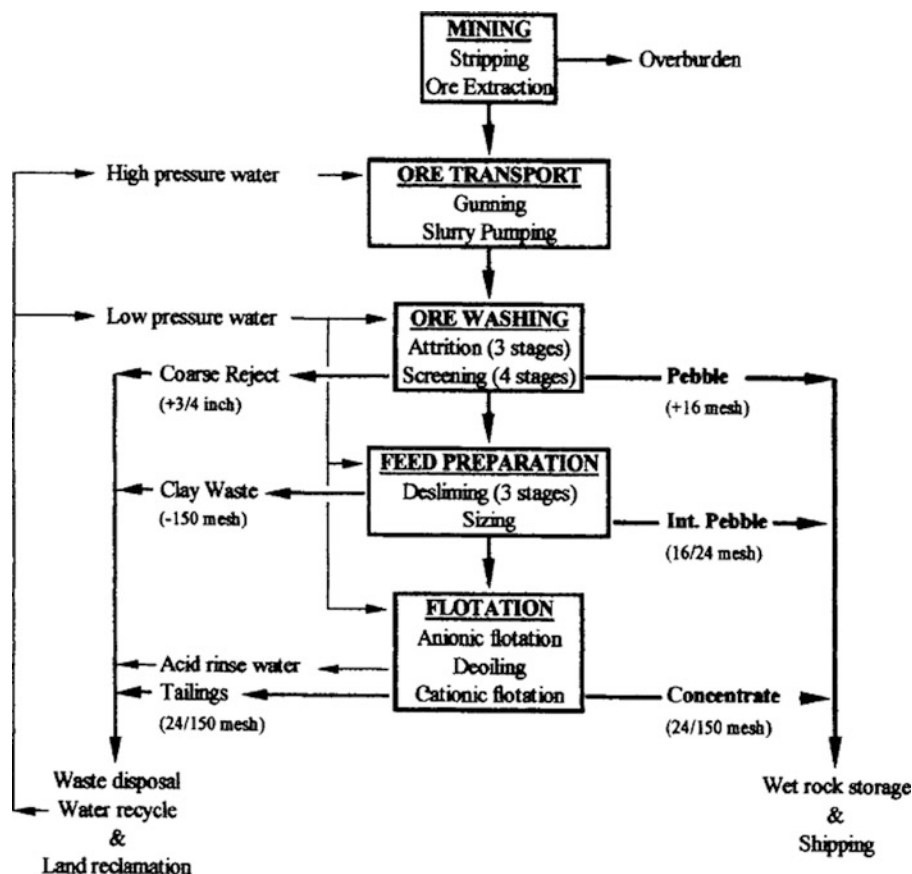 MINING
Stripping
Ore Extraction
Overburden
High pressure water
ORE TRANSPORT
Gunning
Slurry Pumping
Low pressure water
ORE WASHING
Attrition (3 stages)
Screening (4 stages)
Coarse Reject
(+3/4 inch)
Pebble
(+16 mesh)
FEED PREPARATION
Desliming (3 stages)
Sizing
Clay Waste
(-150 mesh)
Int. Pebble
(16/24 mesh)
FLOTATION
Anionic flotation
Deoiling
Cationic flotation
Acid rinse water
Tailings
(24/150 mesh)
Concentrate
(24/150 mesh)
Waste disposal
Water recycle
&
Land reclamation
Wet rock storage
&
Shipping